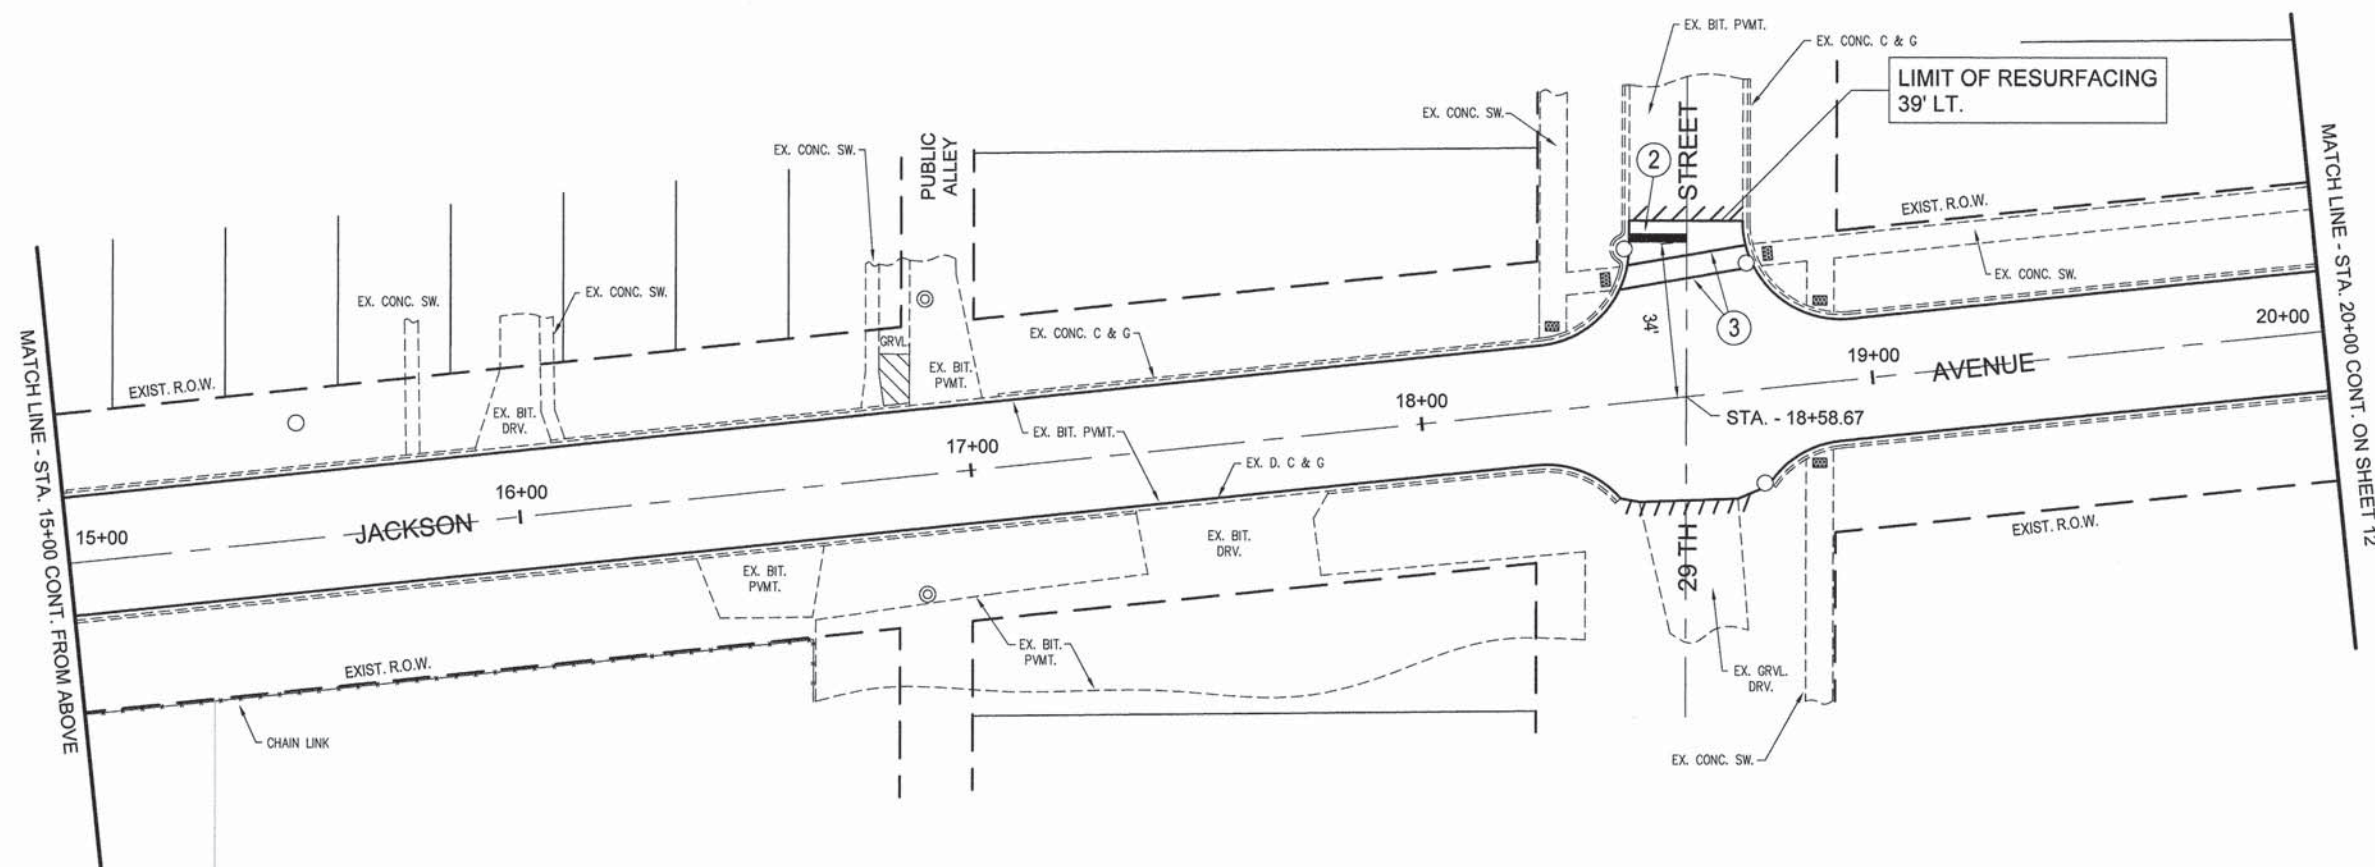 EX. BIT. PVMT.
EX. CONC. C & G
LIMIT OF RESURFACING
39' LT.
EX. CONC. SW.
PUBLIC
ALLEY
EX. CONC. SW.
2
STREET
MATCH LINE - STA. 20+00 CONT. ON SHEET 12
EXIST. R.O.W.
EX. CONC. SW.
EX. CONC. SW.
EX. CONC. SW.
MATCH LINE - STA. 15+00 CONT. FROM ABOVE
EXIST. R.O.W.
GRVL.
EX. BIT.
PVMT.
EX. CONC. C & G
34'
3
20+00
19+00
AVENUE
EX. BIT.
DRV.
EX. BIT. PVMT.
18+00
STA. - 18+58.67
17+00
EX. D. C & G
16+00
JACKSON
15+00
EX. BIT.
DRV.
EX. BIT.
PVMT.
29 TH
EXIST. R.O.W.
EXIST. R.O.W.
EX. BIT.
PVMT.
EX. GRVL.
DRV.
CHAIN LINK
EX. CONC. SW.